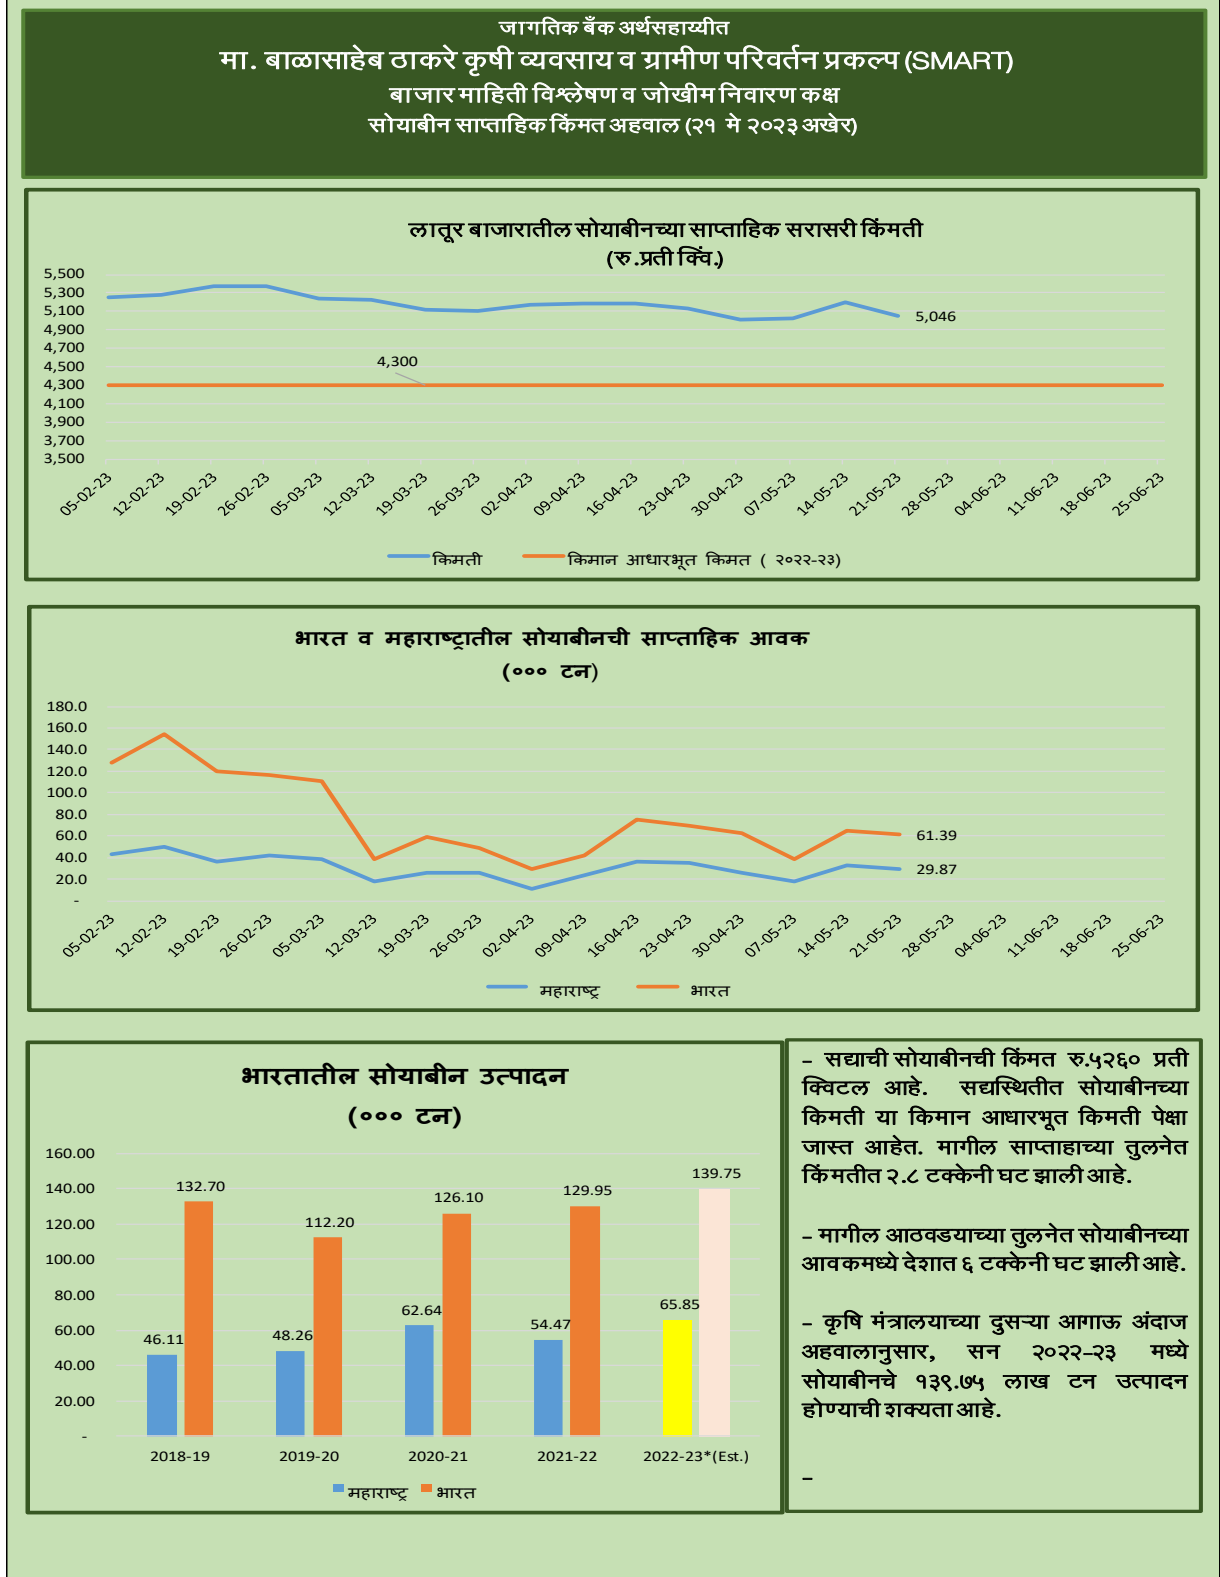 जागतिक बँक अर्थसहाय्यीत
मा. बाळासाहेब ठाकरे कृषी व्यवसाय व ग्रामीण परिवर्तन प्रकल्प (SMART)
बाजार माहिती विश्लेषण व जोखीम निवारण कक्ष
सोयाबीन साप्ताहिक किंमत अहवाल (२१ मे २०२३ अखेर)
लातूर बाजारातील सोयाबीनच्या साप्ताहिक सरासरी किंमती
(रु.प्रती क्विं.)
5,500
5,300
5,100
4,900
4,700
4,500
4,300
4,100
3,900
3,700
3,500
5,046
4,300
05-02-23 12-02-23 19-02-23 26-02-23 05-03-23 12-03-23 19-03-23 26-03-23 02-04-23 09-04-23 16-04-23 23-04-23 30-04-23 07-05-23 14-05-23 21-05-23 28-05-23 04-06-23 11-06-23 18-06-23 25-06-23
किमती किमान आधारभूत किमत ( २०२२-२३)
भारत व महाराष्ट्रातील सोयाबीनची साप्ताहिक आवक
(००० टन)
180.0
160.0
140.0
120.0
100.0
80.0
60.0
40.0
20.0
-
61.39
29.87
05-02-23 12-02-23 19-02-23 26-02-23 05-03-23 12-03-23 19-03-23 26-03-23 02-04-23 09-04-23 16-04-23 23-04-23 30-04-23 07-05-23 14-05-23 21-05-23 28-05-23 04-06-23 11-06-23 18-06-23 25-06-23
महाराष्ट्र भारत
भारतातील सोयाबीन उत्पादन
(००० टन)
160.00
140.00
120.00
100.00
80.00
60.00
40.00
20.00
-
46.11 132.70
48.26 112.20
62.64 126.10
54.47 129.95
65.85 139.75
2018-19 2019-20 2020-21 2021-22 2022-23*(Est.)
महाराष्ट्र भारत
– सद्याची सोयाबीनची किंमत रु.५२६० प्रती
क्विटल आहे. सद्यस्थितीत सोयाबीनच्या
किमती या किमान आधारभूत किमती पेक्षा
जास्त आहेत. मागील साप्ताहाच्या तुलनेत
किंमतीत २.८ टक्केनी घट झाली आहे.
– मागील आठवडयाच्या तुलनेत सोयाबीनच्या
आवकमध्ये देशात ६ टक्केनी घट झाली आहे.
– कृषि मंत्रालयाच्या दुसऱ्या आगाऊ अंदाज
अहवालानुसार, सन २०२२–२३ मध्ये
सोयाबीनचे १३९.७५ लाख टन उत्पादन
होण्याची शक्यता आहे.
–